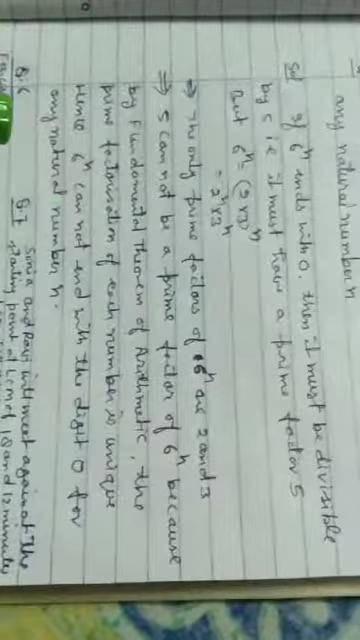 any natural number n
Sol If 6ⁿ ends with 0, then it must be divisible
by 5 i.e it must have a prime factor 5
But 6ⁿ = (2×3)ⁿ
= 2ⁿ×3ⁿ
⇒ The only prime factors of 6ⁿ are 2 and 3
⇒ 5 can not be a prime factor of 6ⁿ because
by Fundamental Theorem of Arithmetic, the
prime factorisation of each number is unique
Hence 6ⁿ can not end with the digit 0 for
any natural number n.
Q.6
Q.7 Sonia and Ravi will meet again at the
starting point at LCM of 18 and 12 minutes